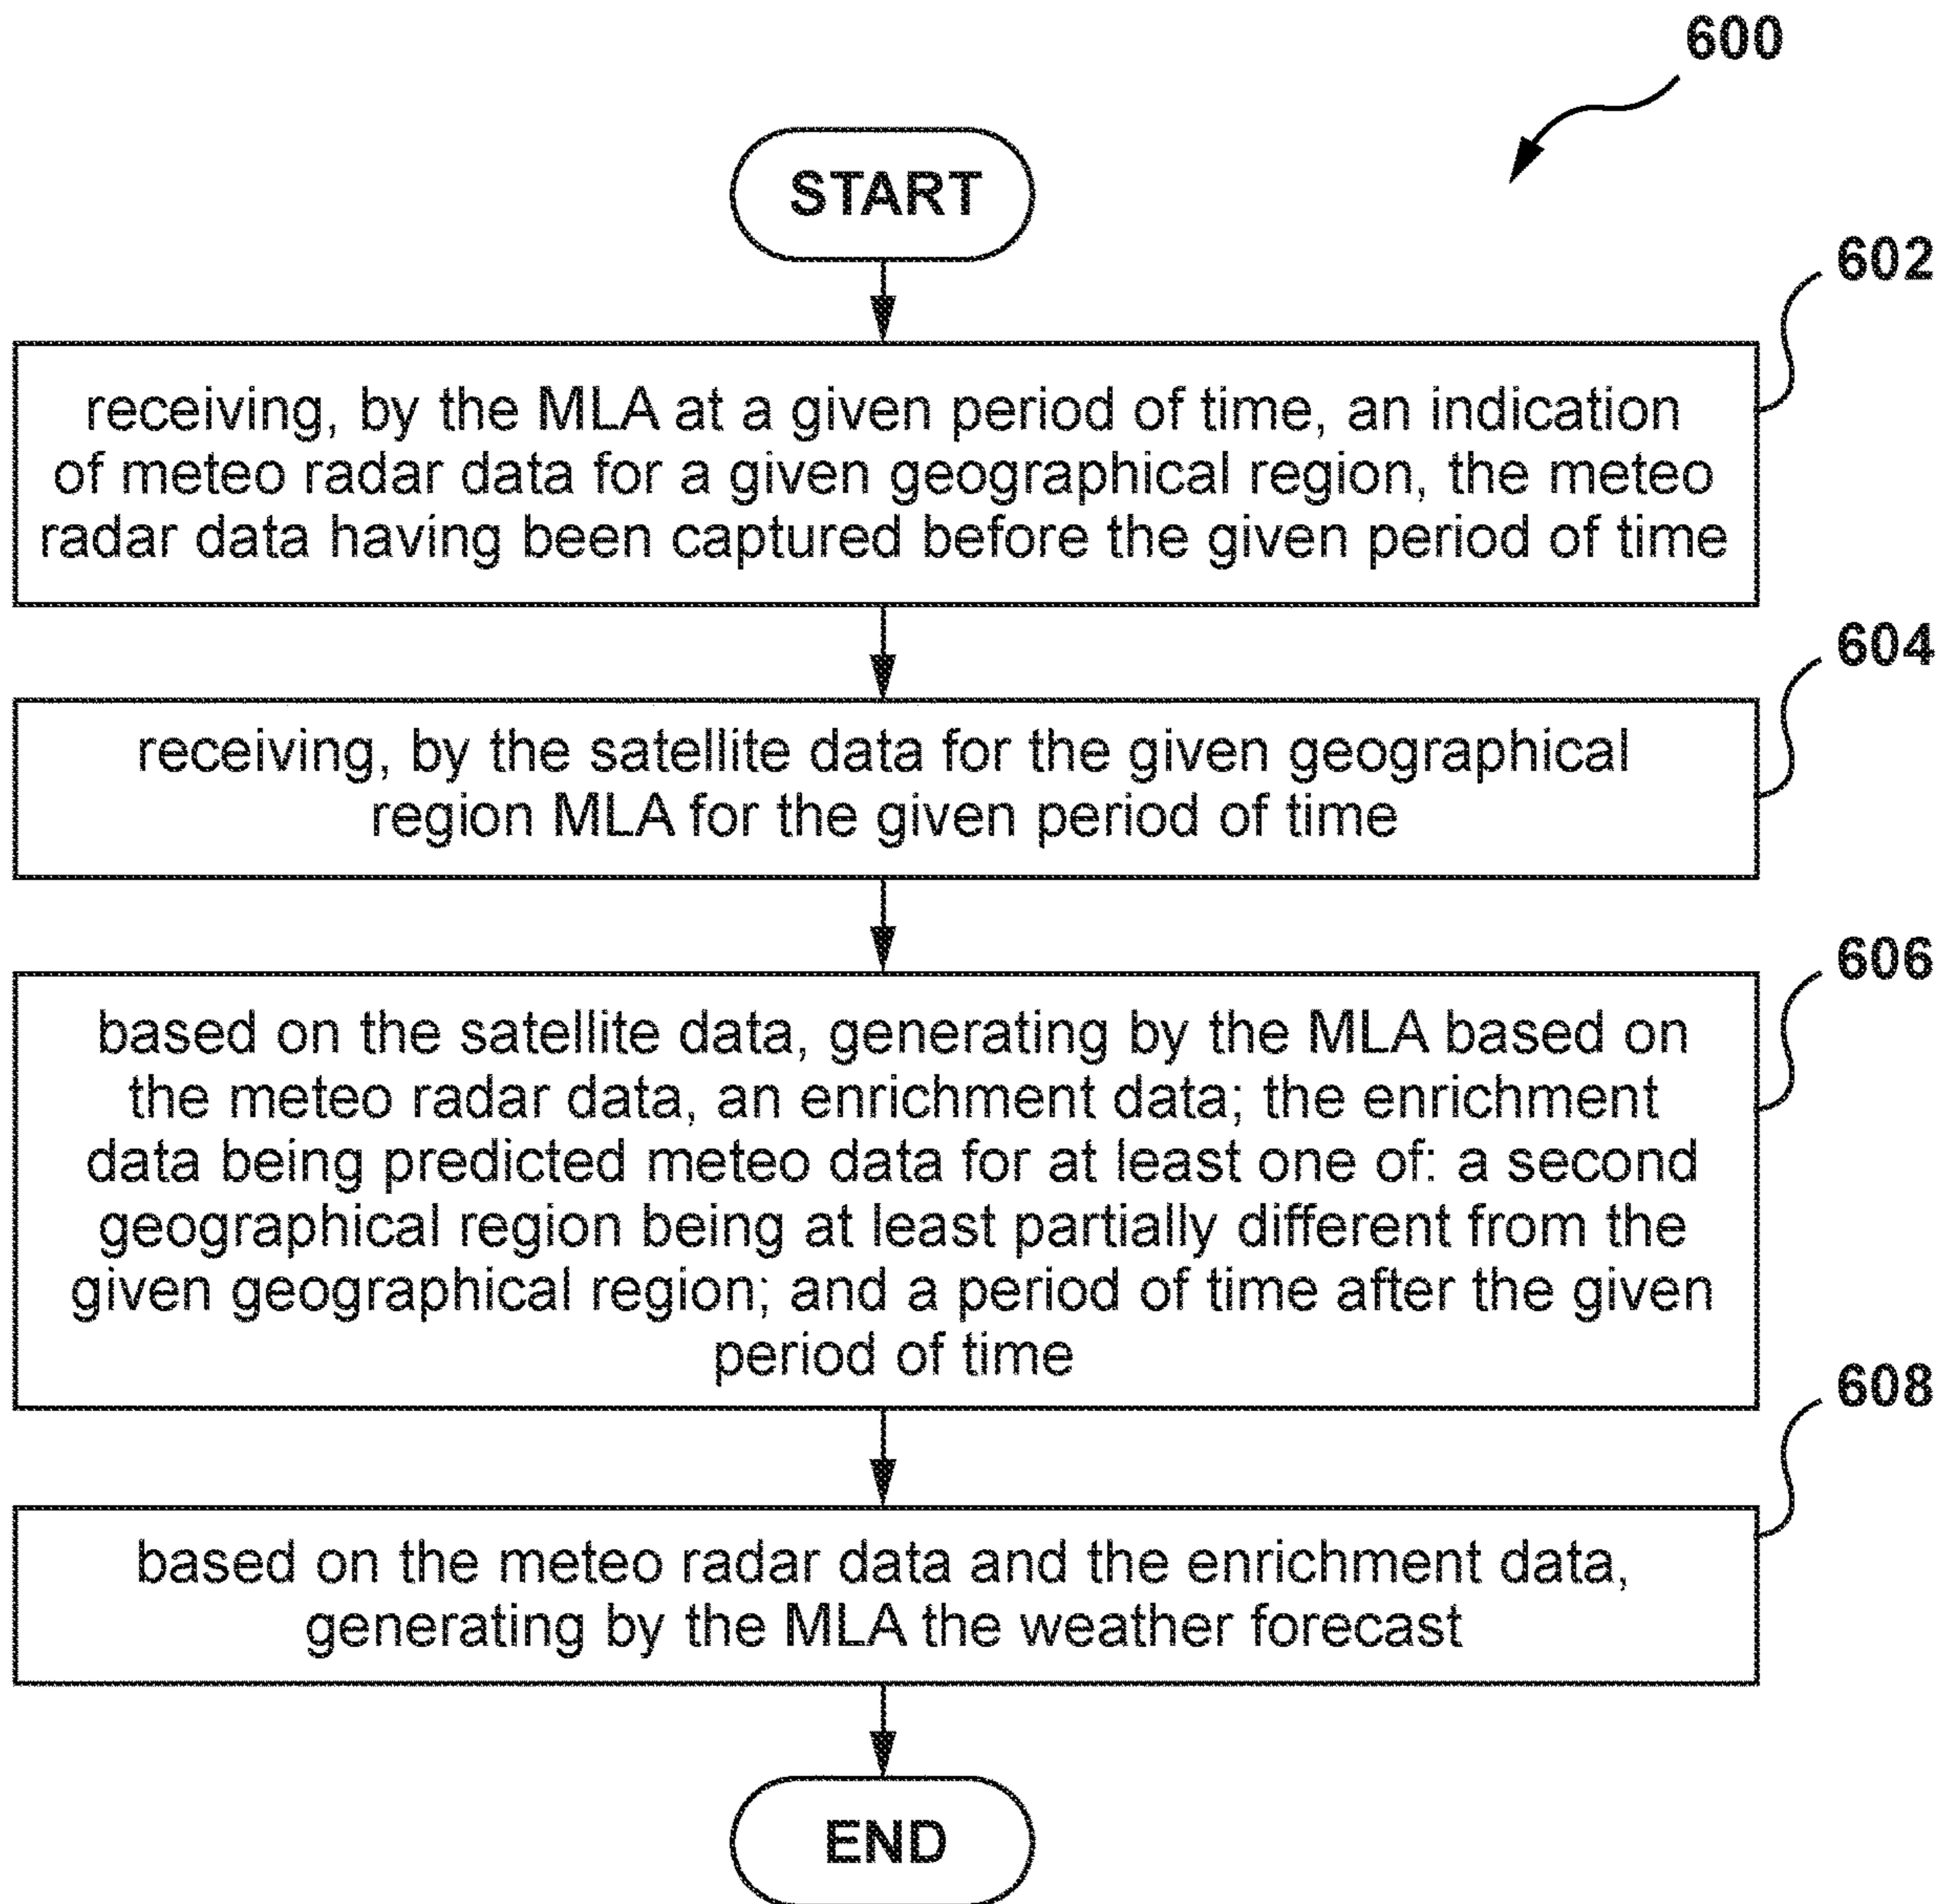 600
START
602
receiving, by the MLA at a given period of time, an indication
of meteo radar data for a given geographical region, the meteo
radar data having been captured before the given period of time
604
receiving, by the satellite data for the given geographical
region MLA for the given period of time
606
based on the satellite data, generating by the MLA based on
the meteo radar data, an enrichment data; the enrichment
data being predicted meteo data for at least one of: a second
geographical region being at least partially different from the
given geographical region; and a period of time after the given
period of time
608
based on the meteo radar data and the enrichment data,
generating by the MLA the weather forecast
END